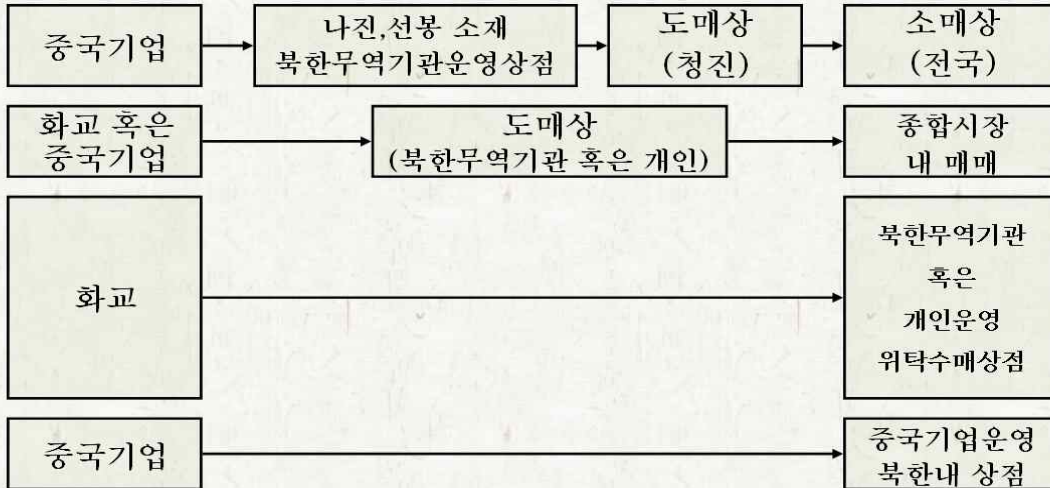 중국기업
나진,선봉 소재
북한무역기관운영상점
도매상
(청진)
소매상
(전국)
화교 혹은
중국기업
도매상
(북한무역기관 혹은 개인)
종합시장
내 매매
화교
북한무역기관
혹은
개인운영
위탁수매상점
중국기업
중국기업운영
북한내 상점